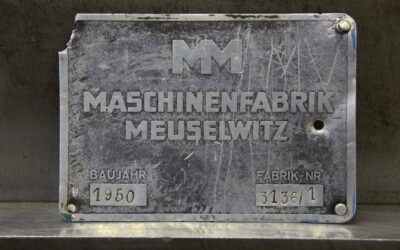 MM
MASCHINENFABRIK
MEUSELWITZ
BAUJAHR FABRIK-NR.
1950 3136/1